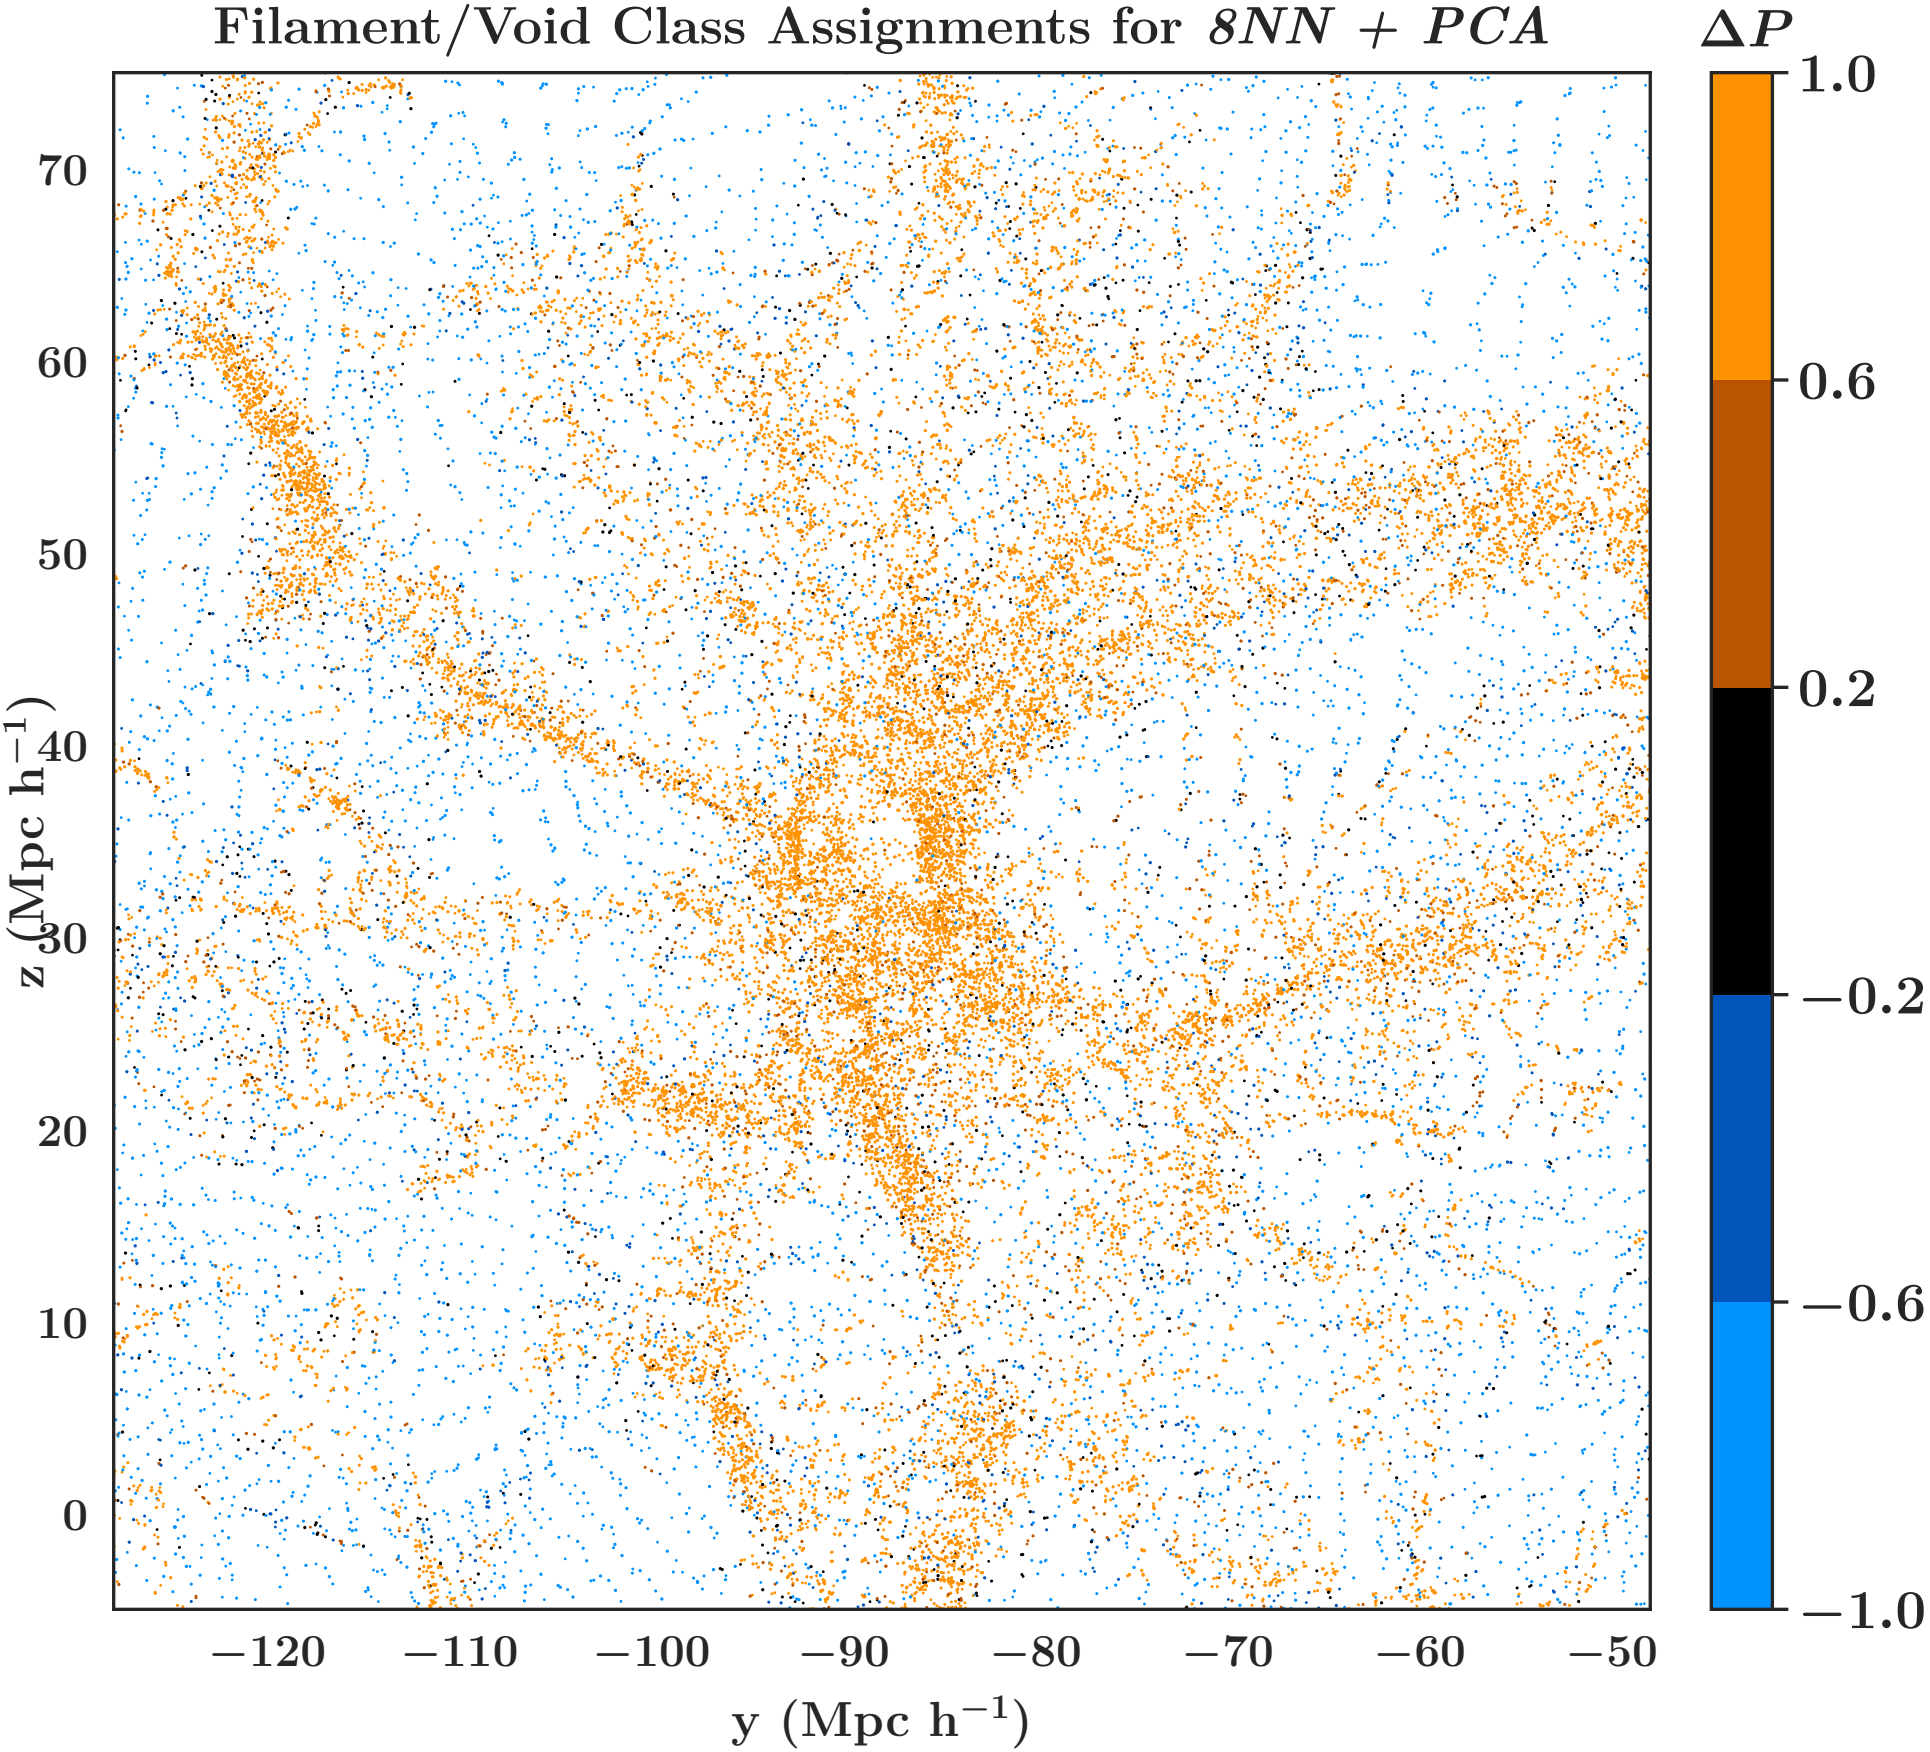 Filament/Void Class Assignments for 8NN + PCA
ΔP
1.0
0.6
0.2
−0.2
−0.6
−1.0
z (Mpc h⁻¹)
70
60
50
40
30
20
10
0
−120 −110 −100 −90 −80 −70 −60 −50
y (Mpc h⁻¹)